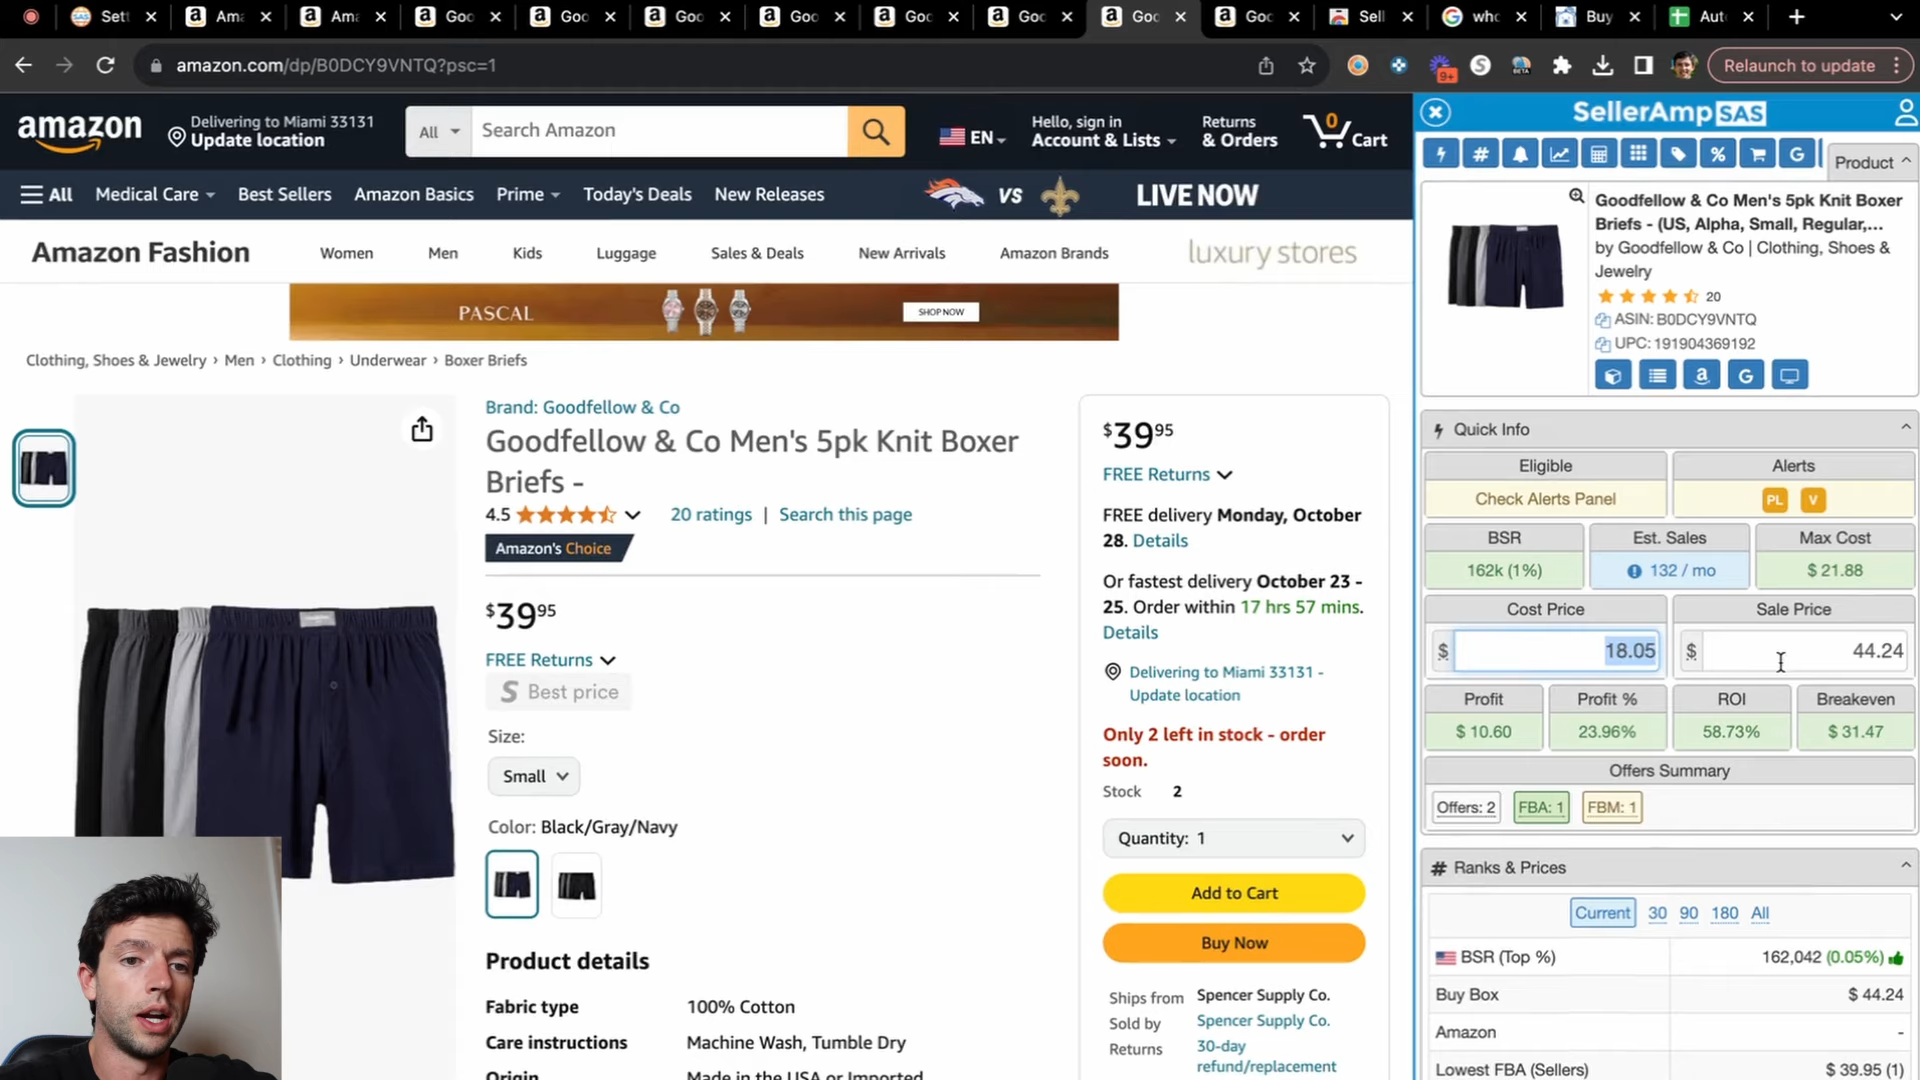 Sett
Ama
Ama
Goo
Goo
Goo
Goo
Goo
Goo
Goo
Goo
Sell
who
Buy
Aut
amazon.com/dp/B0DCY9VNTQ?psc=1
9+
BETA
Relaunch to update
amazon
Delivering to Miami 33131
Update location
All
Search Amazon
EN
Hello, sign in
Account & Lists
Returns
& Orders
0
Cart
All
Medical Care
Best Sellers
Amazon Basics
Prime
Today's Deals
New Releases
VS
LIVE NOW
Amazon Fashion
Women
Men
Kids
Luggage
Sales & Deals
New Arrivals
Amazon Brands
luxury stores
PASCAL
SHOP NOW
Clothing, Shoes & Jewelry › Men › Clothing › Underwear › Boxer Briefs
Brand: Goodfellow & Co
Goodfellow & Co Men's 5pk Knit Boxer
Briefs -
4.5
20 ratings | Search this page
Amazon's Choice
$39 95
FREE Returns
S Best price
Size:
Small
Color: Black/Gray/Navy
Product details
Fabric type 100% Cotton
Care instructions Machine Wash, Tumble Dry
Origin Made in the USA or Imported
$39 95
FREE Returns
FREE delivery Monday, October
28. Details
Or fastest delivery October 23 -
25. Order within 17 hrs 57 mins.
Details
Delivering to Miami 33131 -
Update location
Only 2 left in stock - order
soon.
Stock 2
Quantity: 1
Add to Cart
Buy Now
Ships from Spencer Supply Co.
Sold by Spencer Supply Co.
Returns 30-day
refund/replacement
SellerAmp SAS
Product
Goodfellow & Co Men's 5pk Knit Boxer
Briefs - (US, Alpha, Small, Regular,...
by Goodfellow & Co | Clothing, Shoes &
Jewelry
20
ASIN: B0DCY9VNTQ
UPC: 191904369192
Quick Info
Eligible
Alerts
Check Alerts Panel
PL
V
BSR
Est. Sales
Max Cost
162k (1%)
132 / mo
$ 21.88
Cost Price
Sale Price
$ 18.05
$ 44.24
Profit
Profit %
ROI
Breakeven
$ 10.60
23.96%
58.73%
$ 31.47
Offers Summary
Offers: 2
FBA: 1
FBM: 1
# Ranks & Prices
Current 30 90 180 All
BSR (Top %) 162,042 (0.05%)
Buy Box $ 44.24
Amazon -
Lowest FBA (Sellers) $ 39.95 (1)